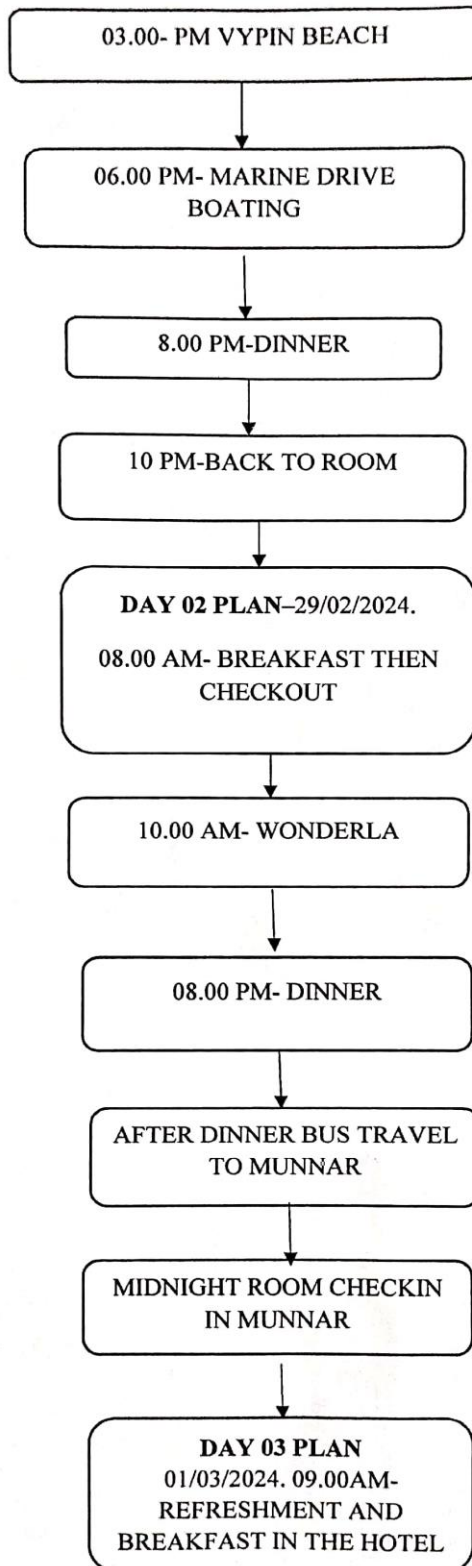 03.00- PM VYPIN BEACH
06.00 PM- MARINE DRIVE
BOATING
8.00 PM-DINNER
10 PM-BACK TO ROOM
DAY 02 PLAN–29/02/2024.
08.00 AM- BREAKFAST THEN
CHECKOUT
10.00 AM- WONDERLA
08.00 PM- DINNER
AFTER DINNER BUS TRAVEL
TO MUNNAR
MIDNIGHT ROOM CHECKIN
IN MUNNAR
DAY 03 PLAN
01/03/2024. 09.00AM-
REFRESHMENT AND
BREAKFAST IN THE HOTEL